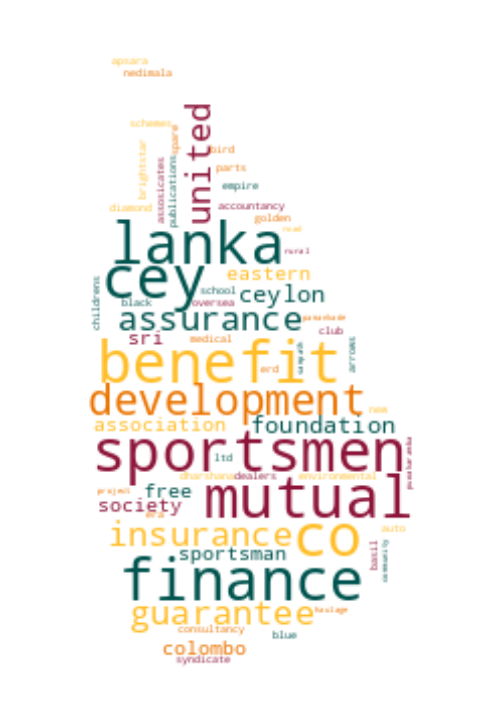 apsara
nedimala
united
schemes
spare
bird
brightstar
associates
publications
parts
empire
diamond
accountancy
golden
road
lanka
rural
cey
eastern
childrens
school
ceylon
black
oversea
assurance
club
sri
medical
sampath
arrows
benefit
erd
development
new
association
foundation
sportsmen
ltd
dharshana
dealers
environmental
project
free
mutual
society
era
insurance
co
auto
sportsman
basil
community
finance
guarantee
haulage
consultancy
blue
colombo
syndicate